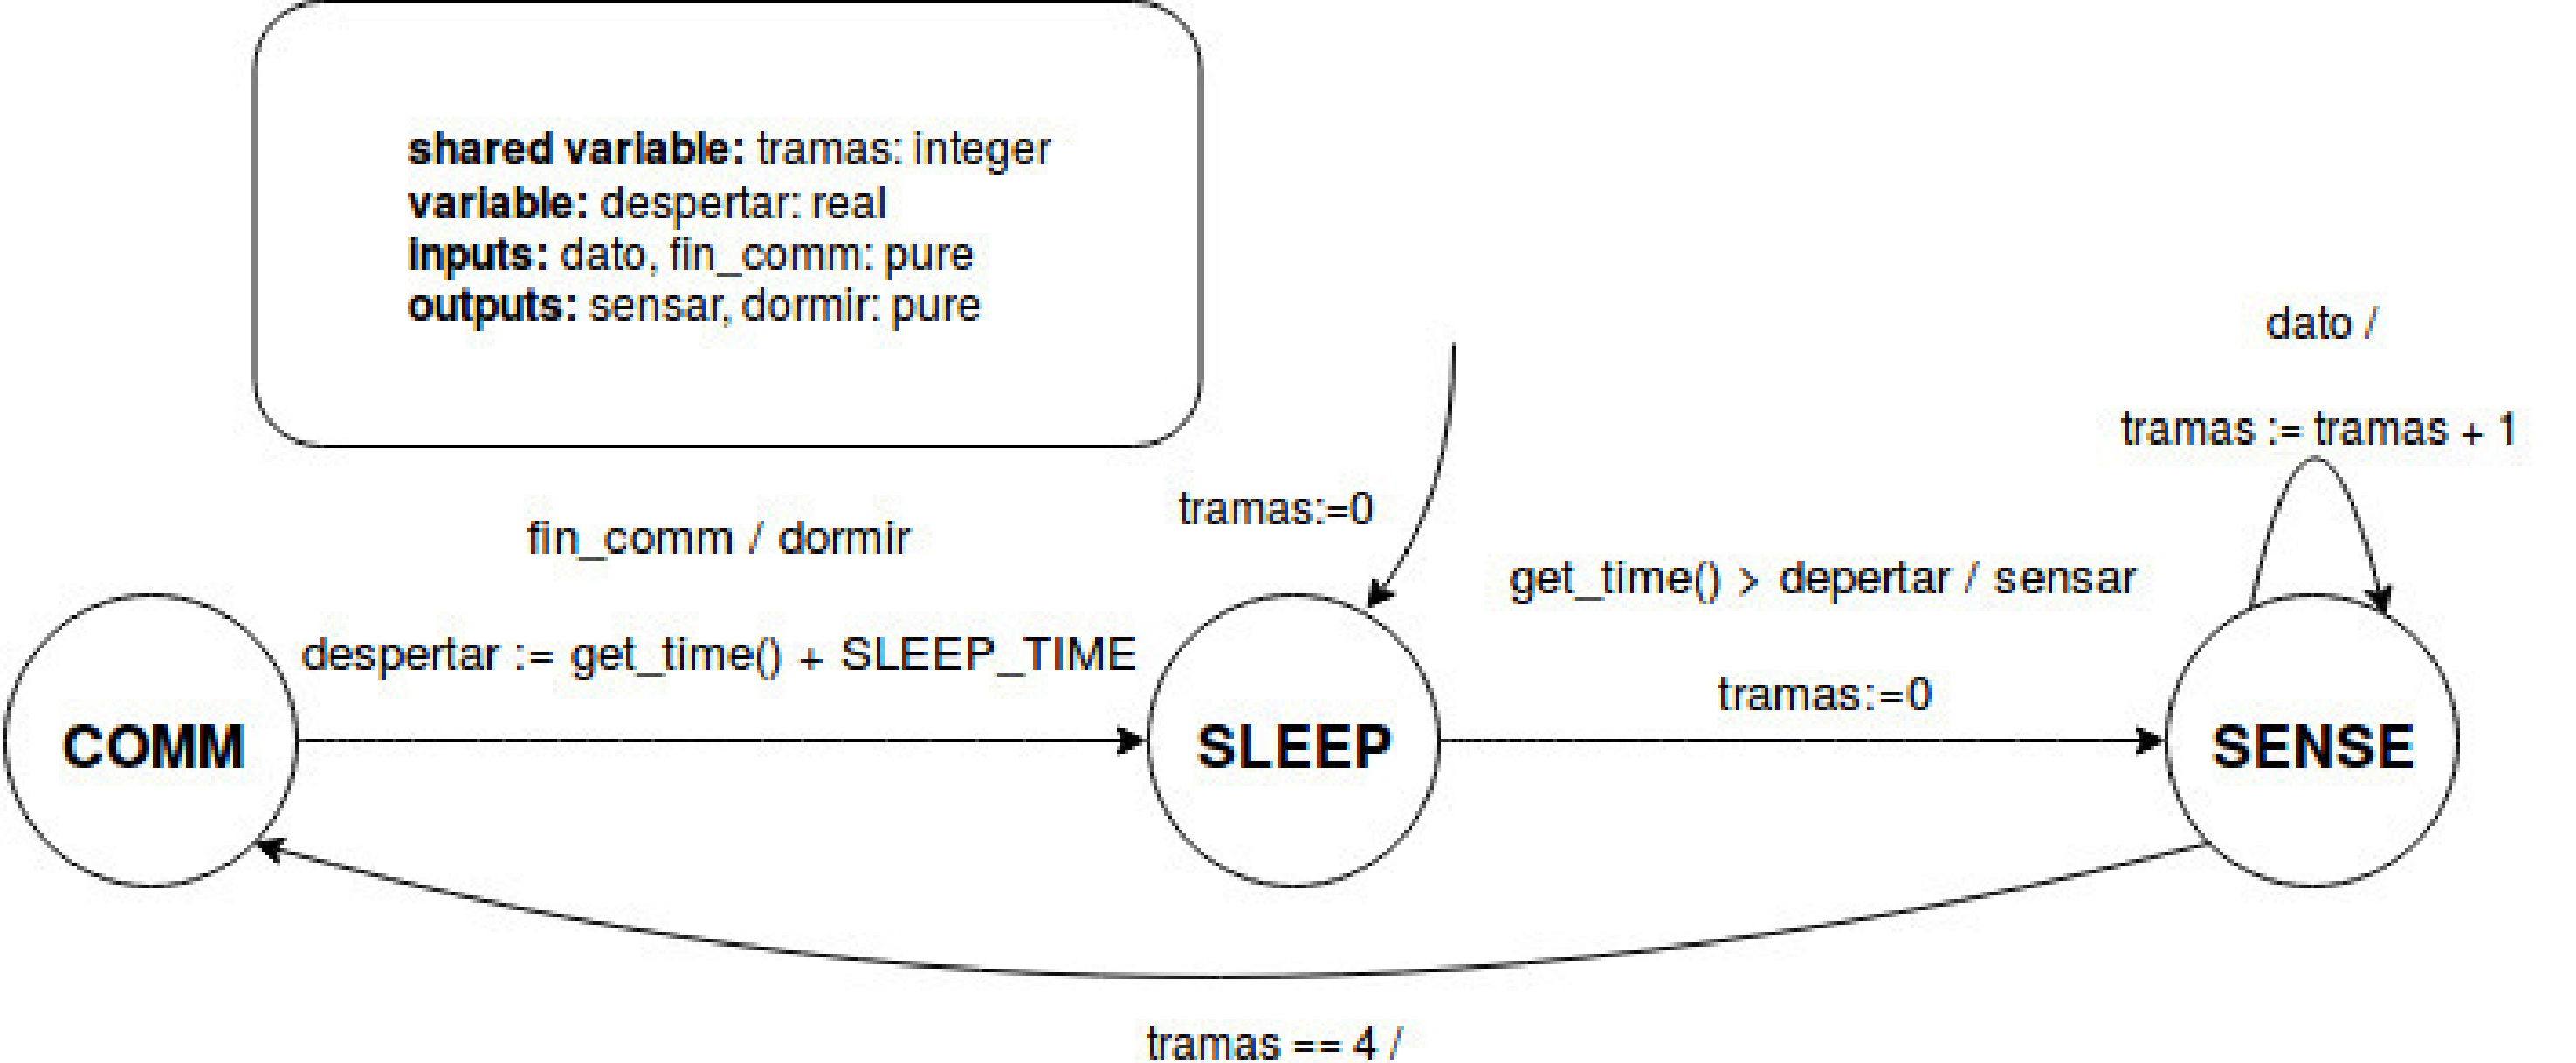 shared variable: tramas: integer
variable: despertar: real
inputs: dato, fin_comm: pure
outputs: sensar, dormir: pure
dato /
tramas := tramas + 1
tramas:=0
fin_comm / dormir
get_time() > depertar / sensar
despertar := get_time() + SLEEP_TIME
tramas:=0
COMM
SLEEP
SENSE
tramas == 4 /